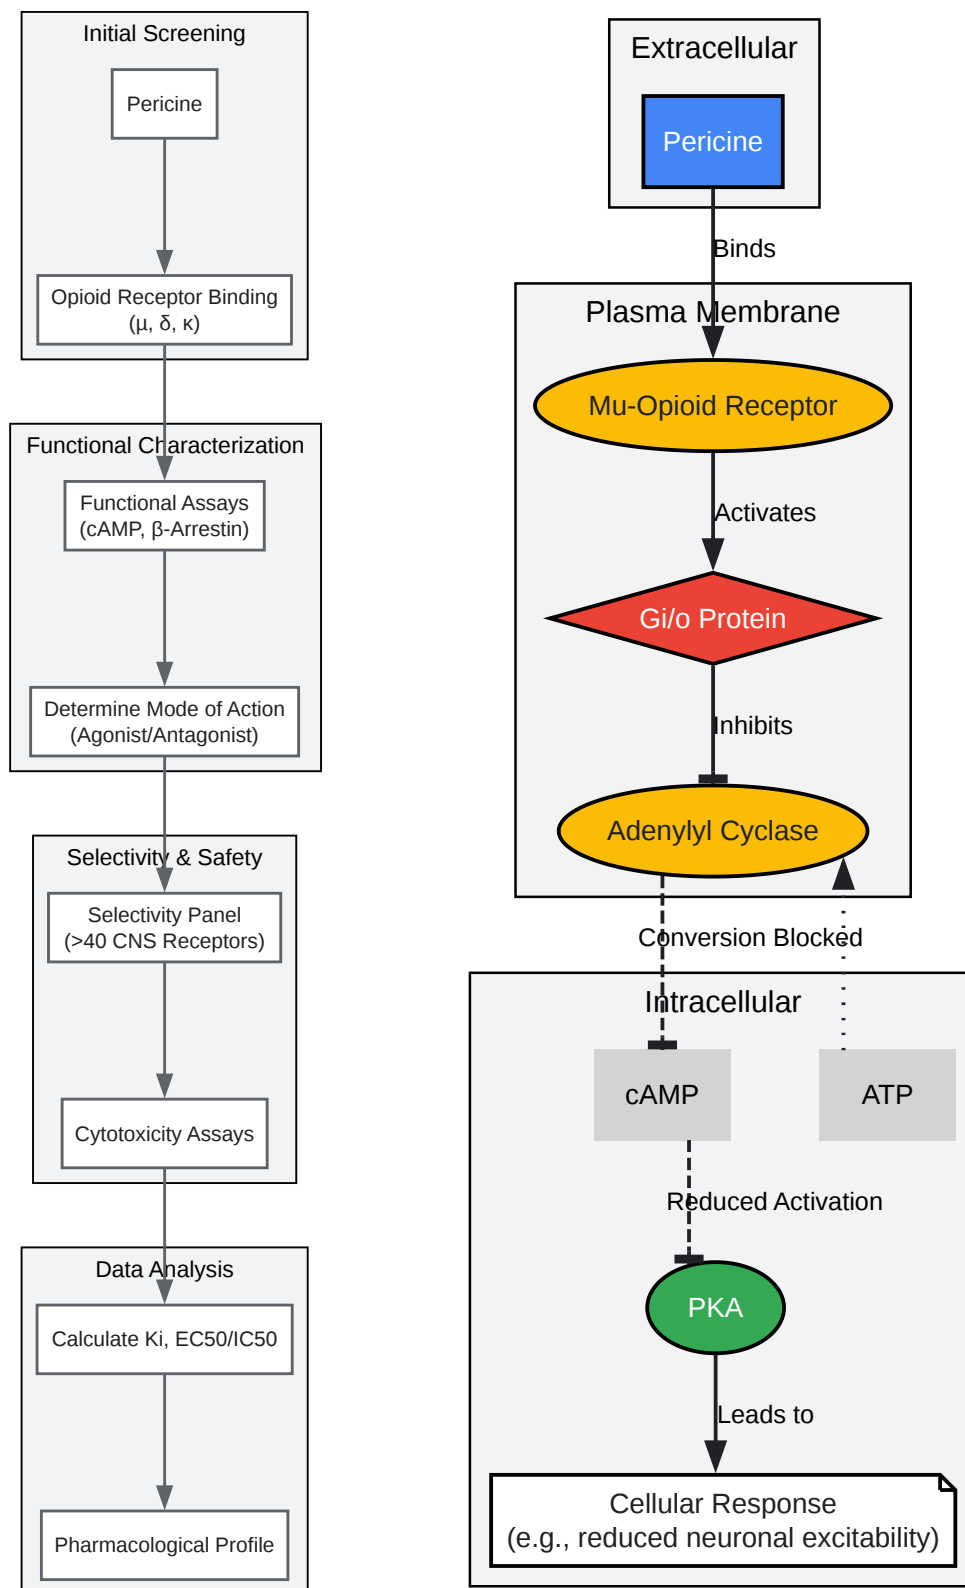 Initial Screening
Pericine
Opioid Receptor Binding
(μ, δ, κ)
Functional Characterization
Functional Assays
(cAMP, β-Arrestin)
Determine Mode of Action
(Agonist/Antagonist)
Selectivity & Safety
Selectivity Panel
(>40 CNS Receptors)
Cytotoxicity Assays
Data Analysis
Calculate Ki, EC50/IC50
Pharmacological Profile
Extracellular
Pericine
Binds
Plasma Membrane
Mu-Opioid Receptor
Activates
Gi/o Protein
Inhibits
Adenylyl Cyclase
Conversion Blocked
Intracellular
cAMP
ATP
Reduced Activation
PKA
Leads to
Cellular Response
(e.g., reduced neuronal excitability)